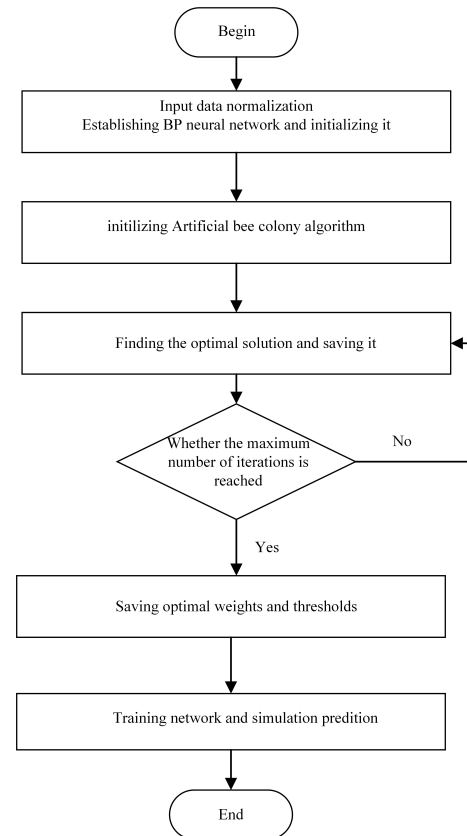 Begin
Input data normalization
Establishing BP neural network and initializing it
initilizing Artificial bee colony algorithm
Finding the optimal solution and saving it
Whether the maximum
number of iterations is
reached
No
Yes
Saving optimal weights and thresholds
Training network and simulation predition
End